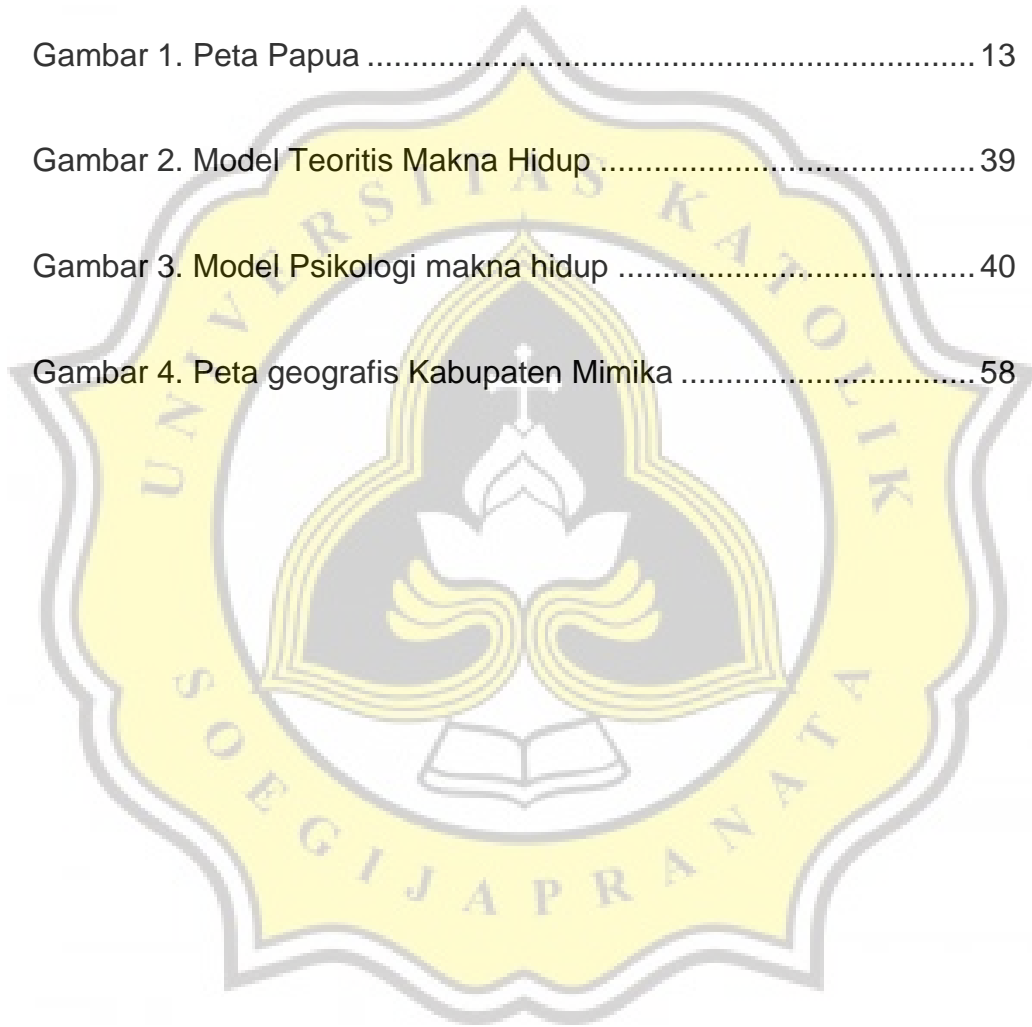 Gambar 1. Peta Papua .................................................................... 13
Gambar 2. Model Teoritis Makna Hidup .......................................... 39
Gambar 3. Model Psikologi makna hidup ........................................ 40
Gambar 4. Peta geografis Kabupaten Mimika ................................. 58
UNIVERSITAS KATOLIK
SOEGIJAPRANATA